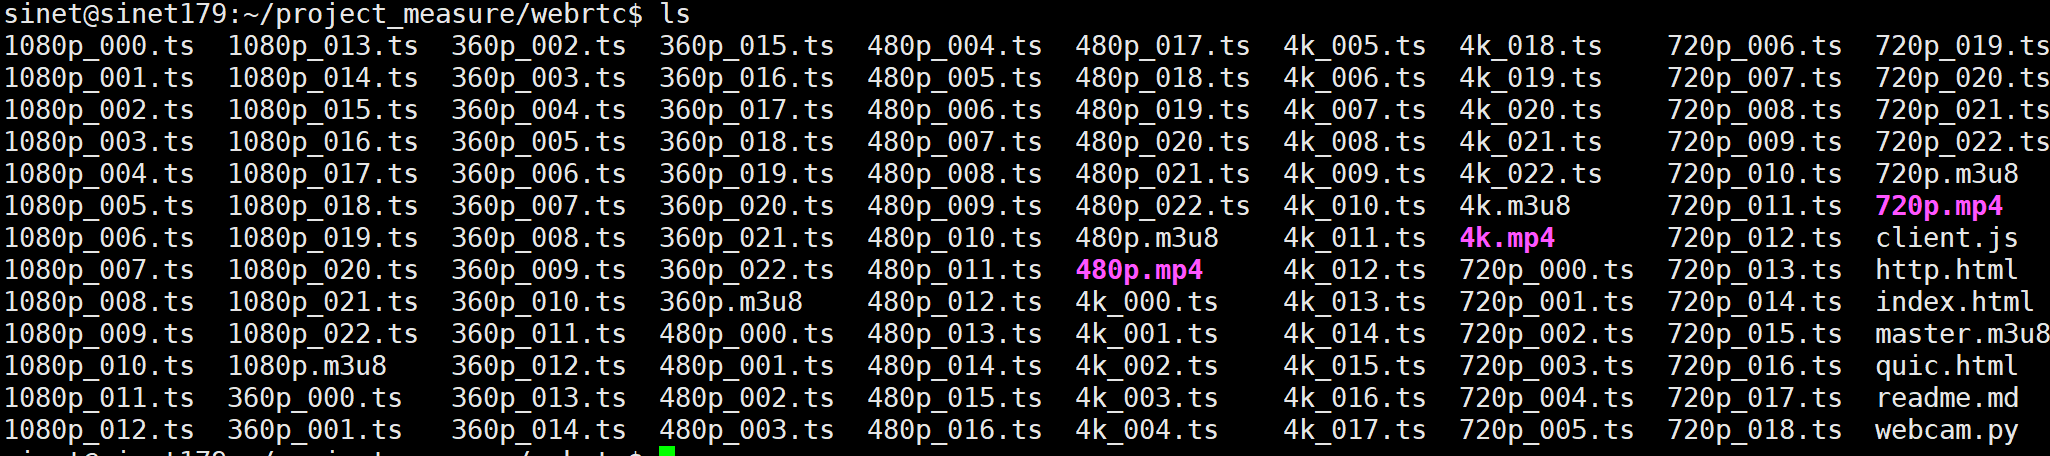 sinet@sinet179:~/project_measure/webrtc$ ls
1080p_000.ts 1080p_013.ts 360p_002.ts 360p_015.ts 480p_004.ts 480p_017.ts 4k_005.ts 4k_018.ts 720p_006.ts 720p_019.ts
1080p_001.ts 1080p_014.ts 360p_003.ts 360p_016.ts 480p_005.ts 480p_018.ts 4k_006.ts 4k_019.ts 720p_007.ts 720p_020.ts
1080p_002.ts 1080p_015.ts 360p_004.ts 360p_017.ts 480p_006.ts 480p_019.ts 4k_007.ts 4k_020.ts 720p_008.ts 720p_021.ts
1080p_003.ts 1080p_016.ts 360p_005.ts 360p_018.ts 480p_007.ts 480p_020.ts 4k_008.ts 4k_021.ts 720p_009.ts 720p_022.ts
1080p_004.ts 1080p_017.ts 360p_006.ts 360p_019.ts 480p_008.ts 480p_021.ts 4k_009.ts 4k_022.ts 720p_010.ts 720p.m3u8
1080p_005.ts 1080p_018.ts 360p_007.ts 360p_020.ts 480p_009.ts 480p_022.ts 4k_010.ts 4k.m3u8 720p_011.ts 720p.mp4
1080p_006.ts 1080p_019.ts 360p_008.ts 360p_021.ts 480p_010.ts 480p.m3u8 4k_011.ts 4k.mp4 720p_012.ts client.js
1080p_007.ts 1080p_020.ts 360p_009.ts 360p_022.ts 480p_011.ts 480p.mp4 4k_012.ts 720p_000.ts 720p_013.ts http.html
1080p_008.ts 1080p_021.ts 360p_010.ts 360p.m3u8 480p_012.ts 4k_000.ts 4k_013.ts 720p_001.ts 720p_014.ts index.html
1080p_009.ts 1080p_022.ts 360p_011.ts 480p_000.ts 480p_013.ts 4k_001.ts 4k_014.ts 720p_002.ts 720p_015.ts master.m3u8
1080p_010.ts 1080p.m3u8 360p_012.ts 480p_001.ts 480p_014.ts 4k_002.ts 4k_015.ts 720p_003.ts 720p_016.ts quic.html
1080p_011.ts 360p_000.ts 360p_013.ts 480p_002.ts 480p_015.ts 4k_003.ts 4k_016.ts 720p_004.ts 720p_017.ts readme.md
1080p_012.ts 360p_001.ts 360p_014.ts 480p_003.ts 480p_016.ts 4k_004.ts 4k_017.ts 720p_005.ts 720p_018.ts webcam.py